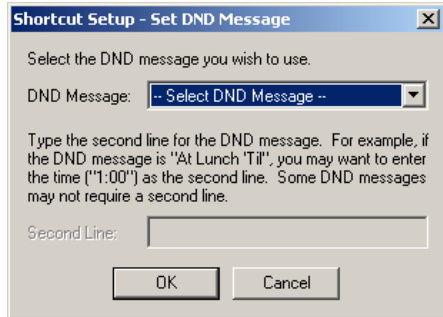 Shortcut Setup - Set DND Message
Select the DND message you wish to use.
DND Message: -- Select DND Message --
Type the second line for the DND message. For example, if
the DND message is "At Lunch 'Til", you may want to enter
the time ("1:00") as the second line. Some DND messages
may not require a second line.
Second Line:
OK Cancel